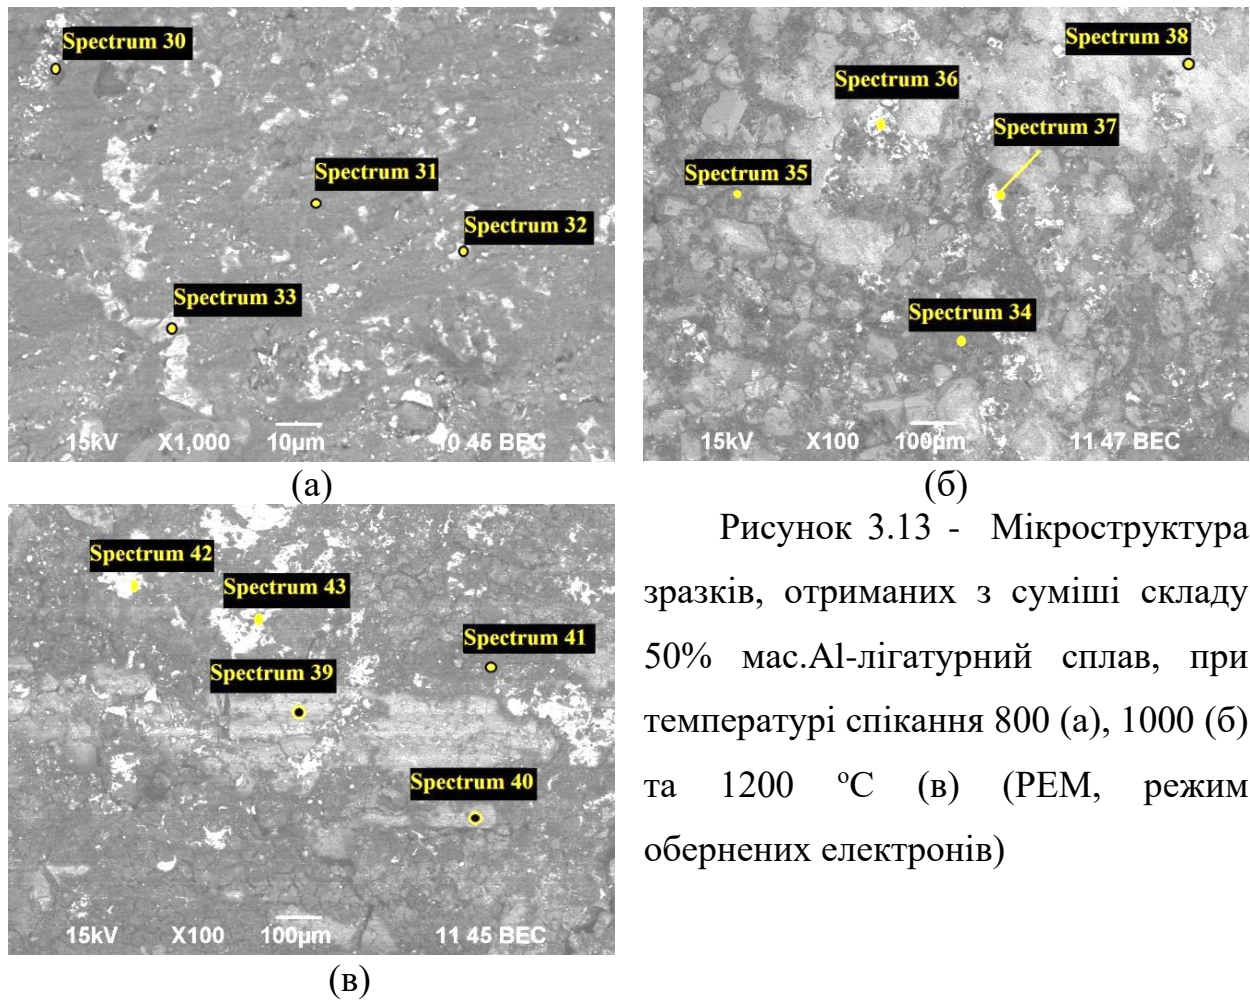 Spectrum 30
Spectrum 31
Spectrum 32
Spectrum 33
15kV X1,000 10µm 10 45 BEC
(а)
Spectrum 38
Spectrum 36
Spectrum 37
Spectrum 35
Spectrum 34
15kV X100 100µm 11 47 BEC
(б)
Spectrum 42
Spectrum 43
Spectrum 41
Spectrum 39
Spectrum 40
15kV X100 100µm 11 45 BEC
(в)
Рисунок 3.13 - Мікроструктура
зразків, отриманих з суміші складу
50% мас.Al-лігатурний сплав, при
температурі спікання 800 (а), 1000 (б)
та 1200 °С (в) (РЕМ, режим
обернених електронів)